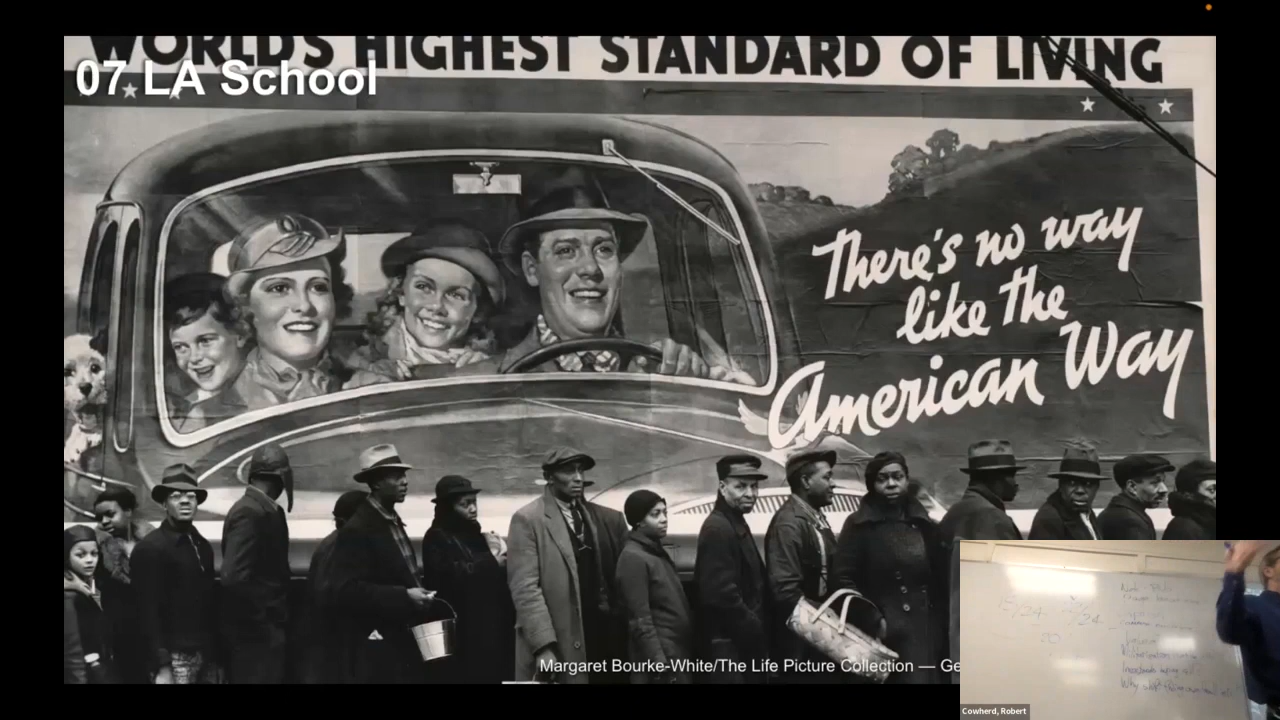 WORLD'S HIGHEST STANDARD OF LIVING
07 LA School
There's no way
like the
American Way
Margaret Bourke-White/The Life Picture Collection — Ge
Cowherd, Robert